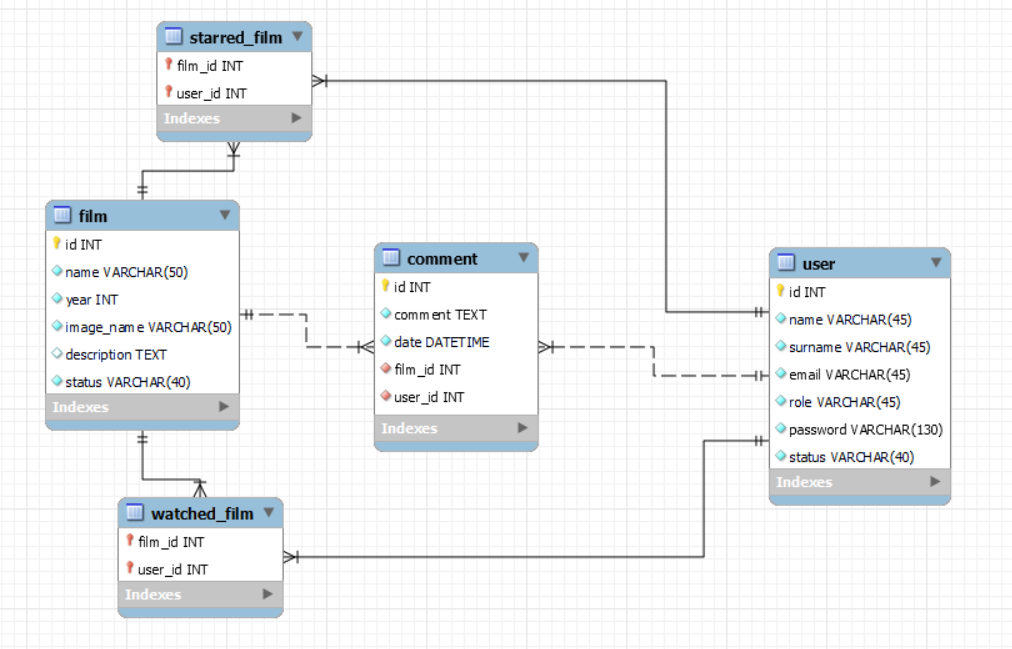 starred_film
film_id INT
user_id INT
Indexes
film
id INT
name VARCHAR(50)
year INT
image_name VARCHAR(50)
description TEXT
status VARCHAR(40)
Indexes
comment
id INT
comment TEXT
date DATETIME
film_id INT
user_id INT
Indexes
user
id INT
name VARCHAR(45)
surname VARCHAR(45)
email VARCHAR(45)
role VARCHAR(45)
password VARCHAR(130)
status VARCHAR(40)
Indexes
watched_film
film_id INT
user_id INT
Indexes